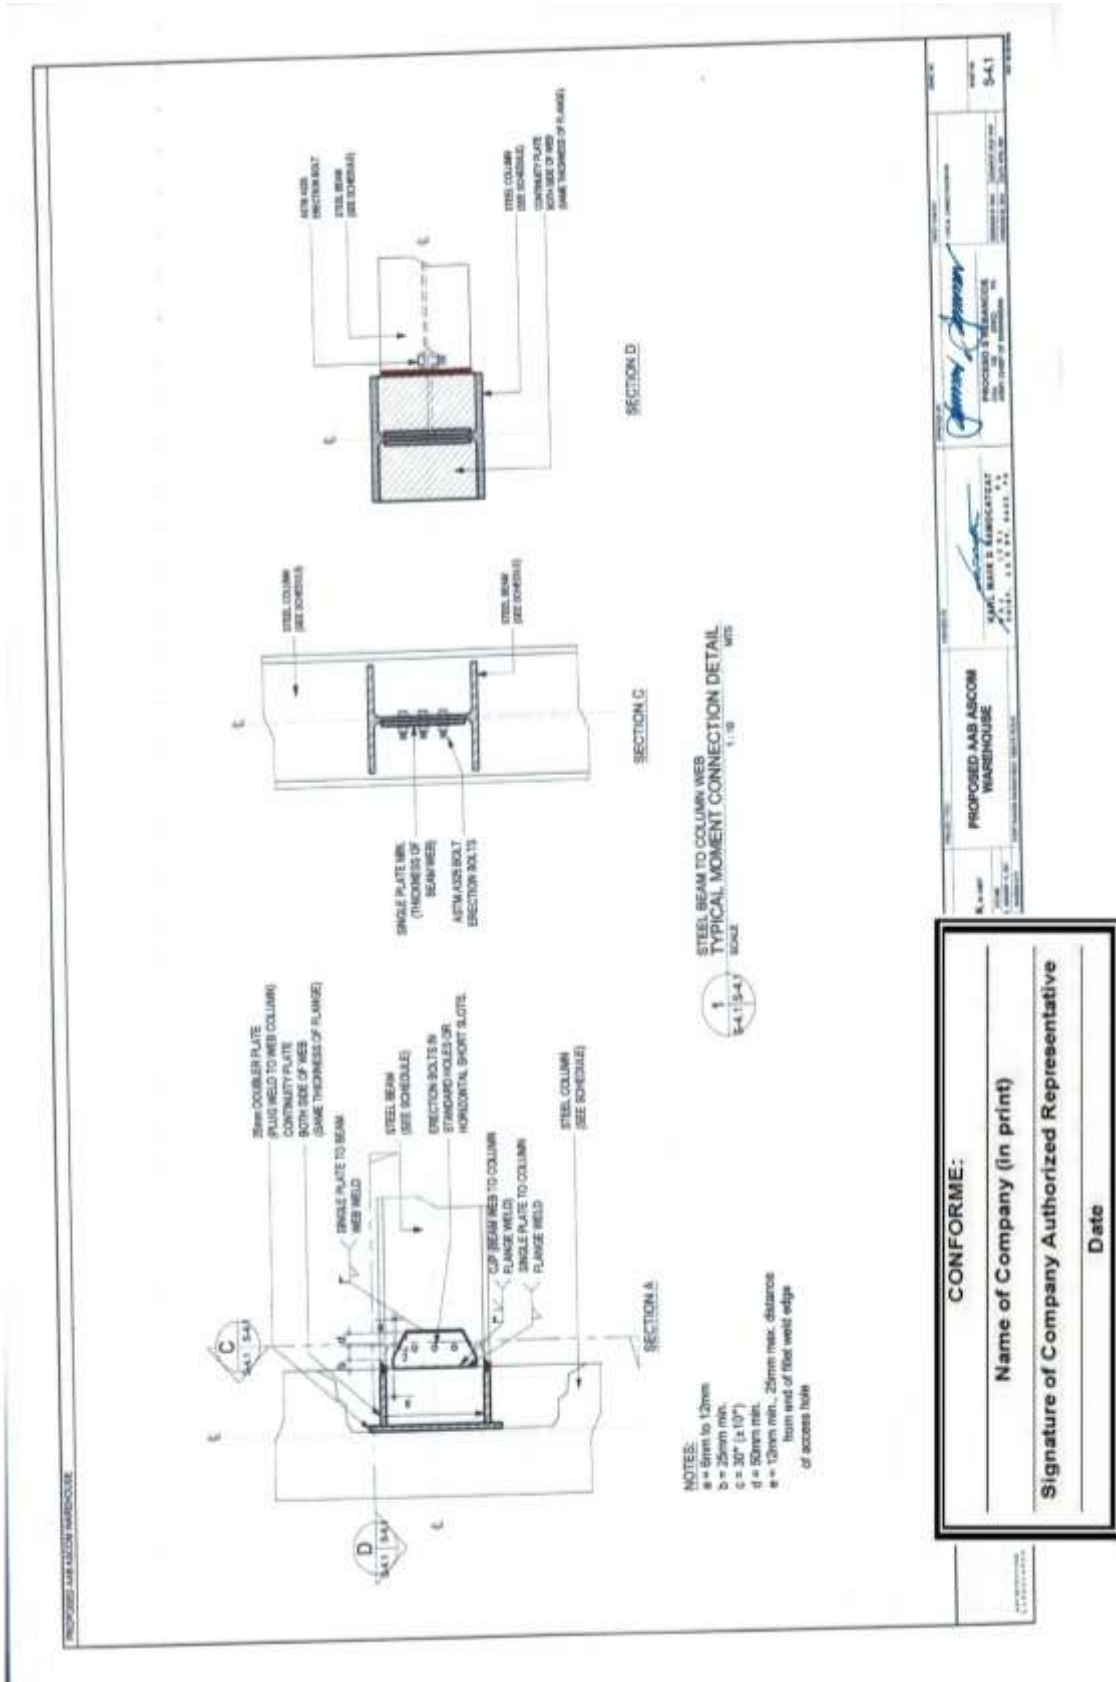 PROPOSED AAB ASCOM WAREHOUSE
25mm DOUBLER PLATE
(PLUG WELD TO WEB COLUMN)
CONTINUITY PLATE
BOTH SIDE OF WEB
(SAME THICKNESS OF FLANGE)
SINGLE PLATE TO BEAM
WEB WELD
STEEL BEAM
(SEE SCHEDULE)
ERECTION BOLTS IN
STANDARD HOLES OR
HORIZONTAL SHORT SLOTS.
CJP (BEAM WEB TO COLUMN
FLANGE WELD)
SINGLE PLATE TO COLUMN
FLANGE WELD
STEEL COLUMN
(SEE SCHEDULE)
C
S-4.1 S-4.1
D
S-4.1 S-4.1
SECTION A
NOTES:
a = 6mm to 12mm
b = 25mm min.
c = 30° (±10°)
d = 50mm min.
e = 12mm min., 25mm max. distance
from end of fillet weld edge
of access hole
STEEL COLUMN
(SEE SCHEDULE)
SINGLE PLATE MIN.
(THICKNESS OF
BEAM WEB)
ASTM A325 BOLT
ERECTION BOLTS
STEEL BEAM
(SEE SCHEDULE)
SECTION C
ASTM A325
ERECTION BOLT
STEEL BEAM
(SEE SCHEDULE)
STEEL COLUMN
(SEE SCHEDULE)
CONTINUITY PLATE
BOTH SIDE OF WEB
(SAME THICKNESS OF FLANGE)
SECTION D
1
S-4.1 S-4.1
STEEL BEAM TO COLUMN WEB
TYPICAL MOMENT CONNECTION DETAIL
SCALE 1 : 10 MTS
PROPOSED AAB ASCOM
WAREHOUSE
S-4.1
CONFORME:
Name of Company (in print)
Signature of Company Authorized Representative
Date